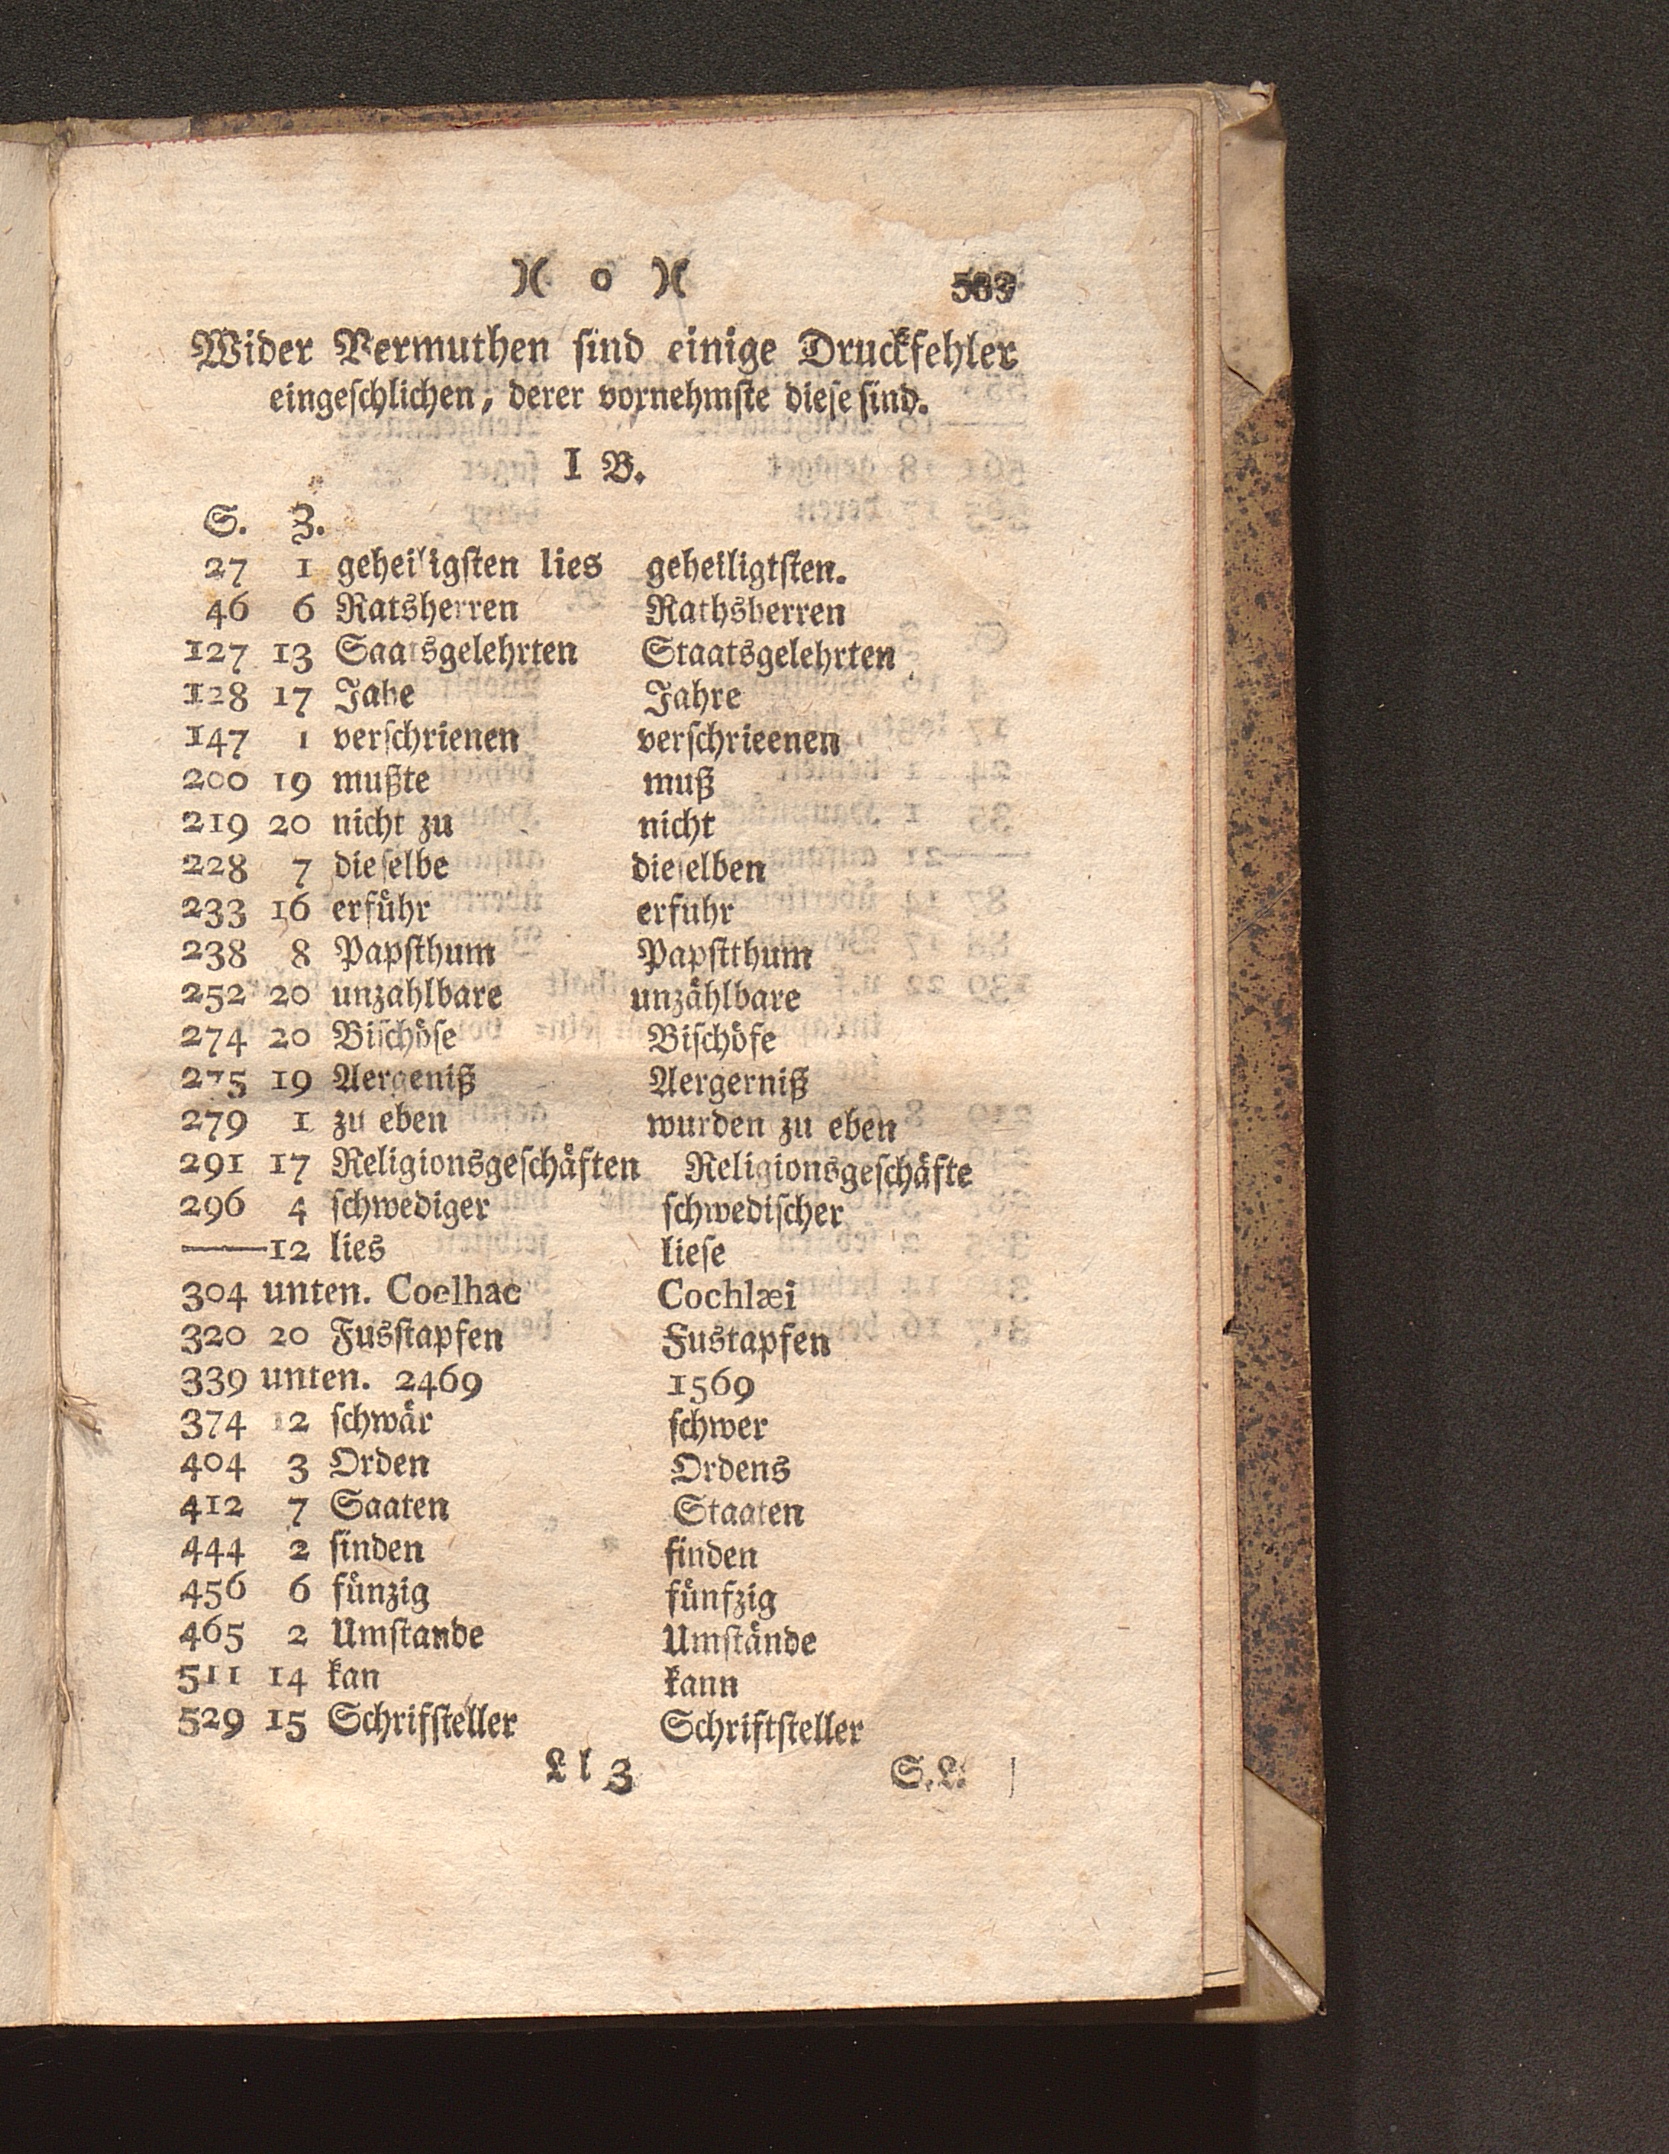 )( o )( 583
Wider Vermuthen sind einige Druckfehler
eingeschlichen, derer vornehmste diese sind.
I B.
S. Z.
27 1 geheiligsten lies geheiligtsten.
46 6 Ratsherren Rathsherren
127 13 Saatsgelehrten Staatsgelehrten
128 17 Jahe Jahre
147 1 verschrienen verschrieenen
200 19 mußte muß
219 20 nicht zu nicht
228 7 dieselbe dieselben
233 16 erführ erfuhr
238 8 Papsthum Papstthum
252 20 unzahlbare unzählbare
274 20 Bischöse Bischöfe
275 19 Aergeniß Aergerniß
279 1 zu eben wurden zu eben
291 17 Religionsgeschäften Religionsgeschäfte
296 4 schwediger schwedischer
—— 12 lies liese
304 unten. Coelhac Cochlæi
320 20 Fusstapfen Fustapfen
339 unten. 2469 1569
374 12 schwär schwer
404 3 Orden Ordens
412 7 Saaten Staaten
444 2 sinden finden
456 6 fünzig fünfzig
465 2 Umstande Umstände
511 14 kan kann
529 15 Schrifsteller Schriftsteller
Ll 3 S. L.